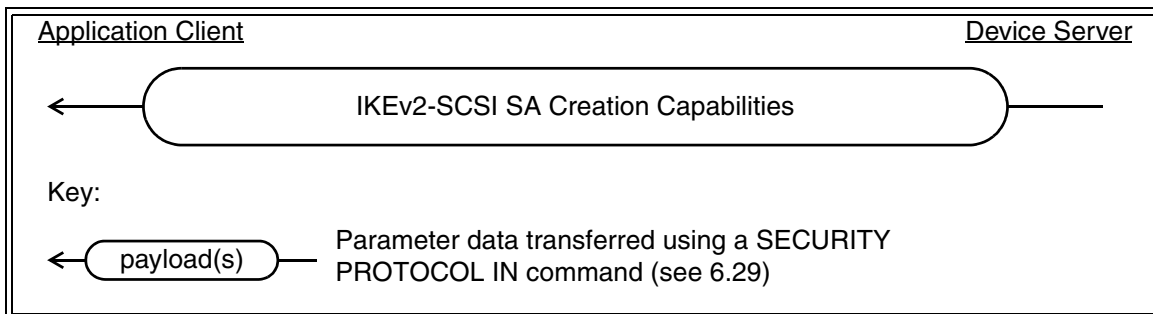 Application Client
Device Server
IKEv2-SCSI SA Creation Capabilities
Key:
payload(s)
Parameter data transferred using a SECURITY
PROTOCOL IN command (see 6.29)